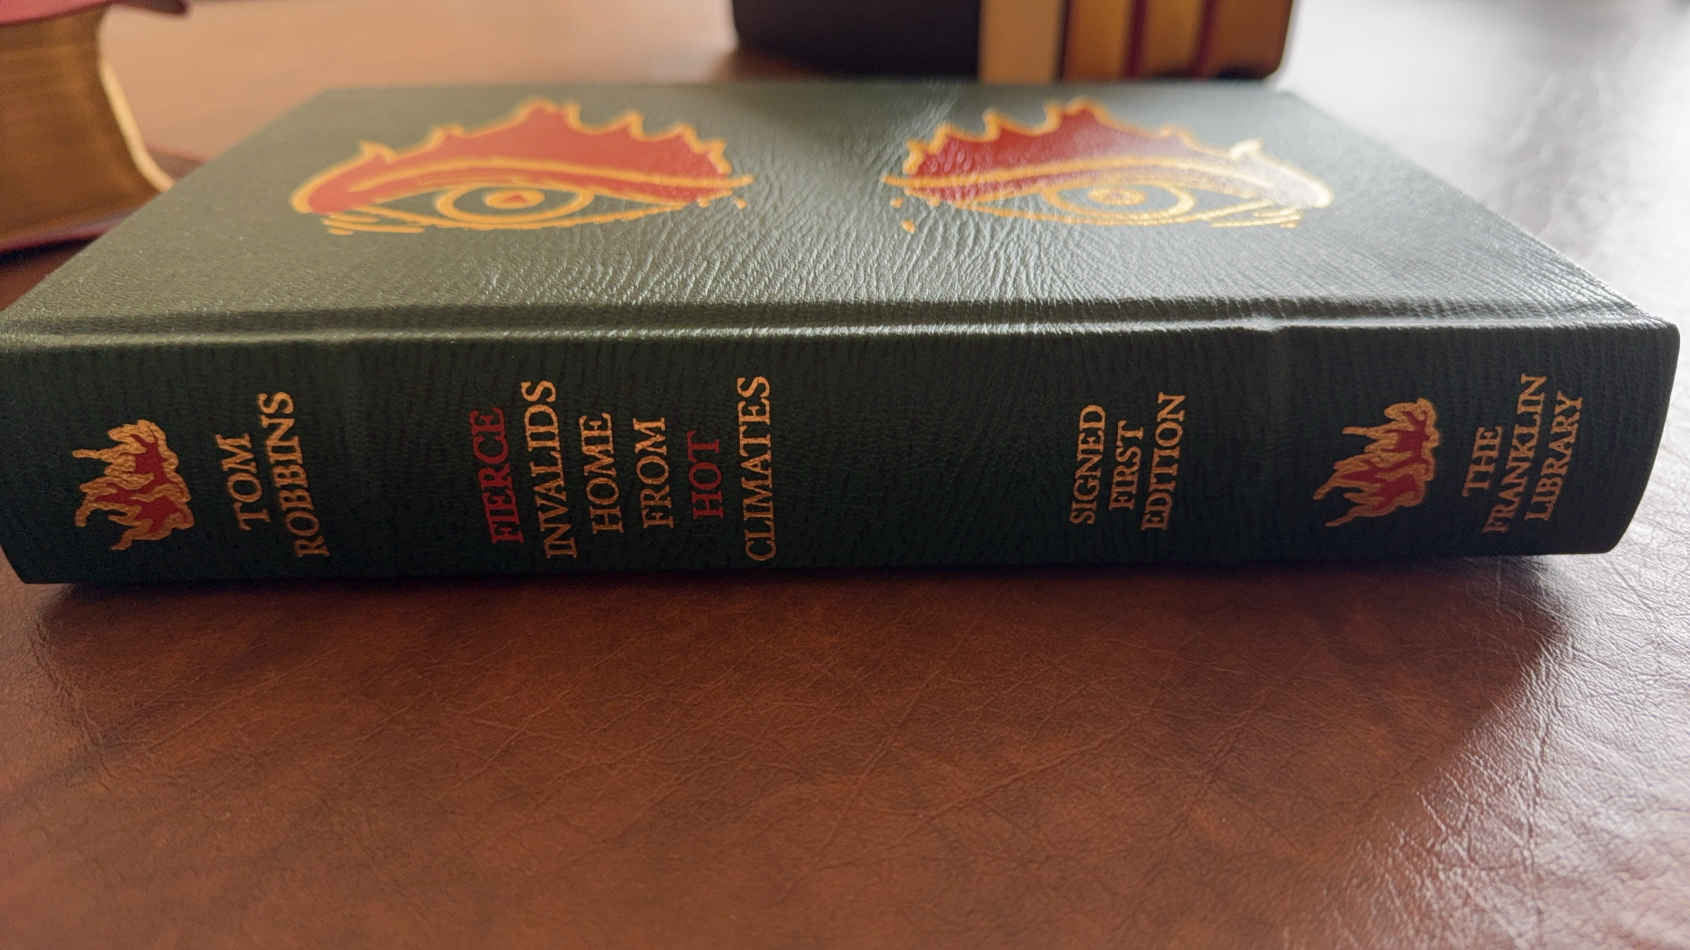 TOM
ROBBINS
FIERCE
INVALIDS
HOME
FROM
HOT
CLIMATES
SIGNED
FIRST
EDITION
THE
FRANKLIN
LIBRARY